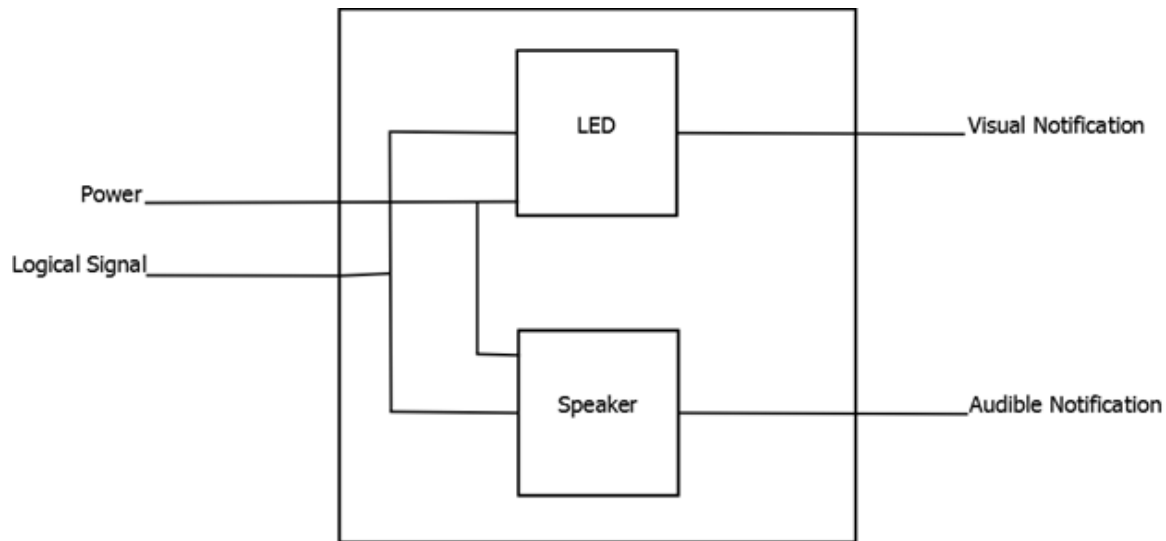 LED
Visual Notification
Power
Logical Signal
Speaker
Audible Notification